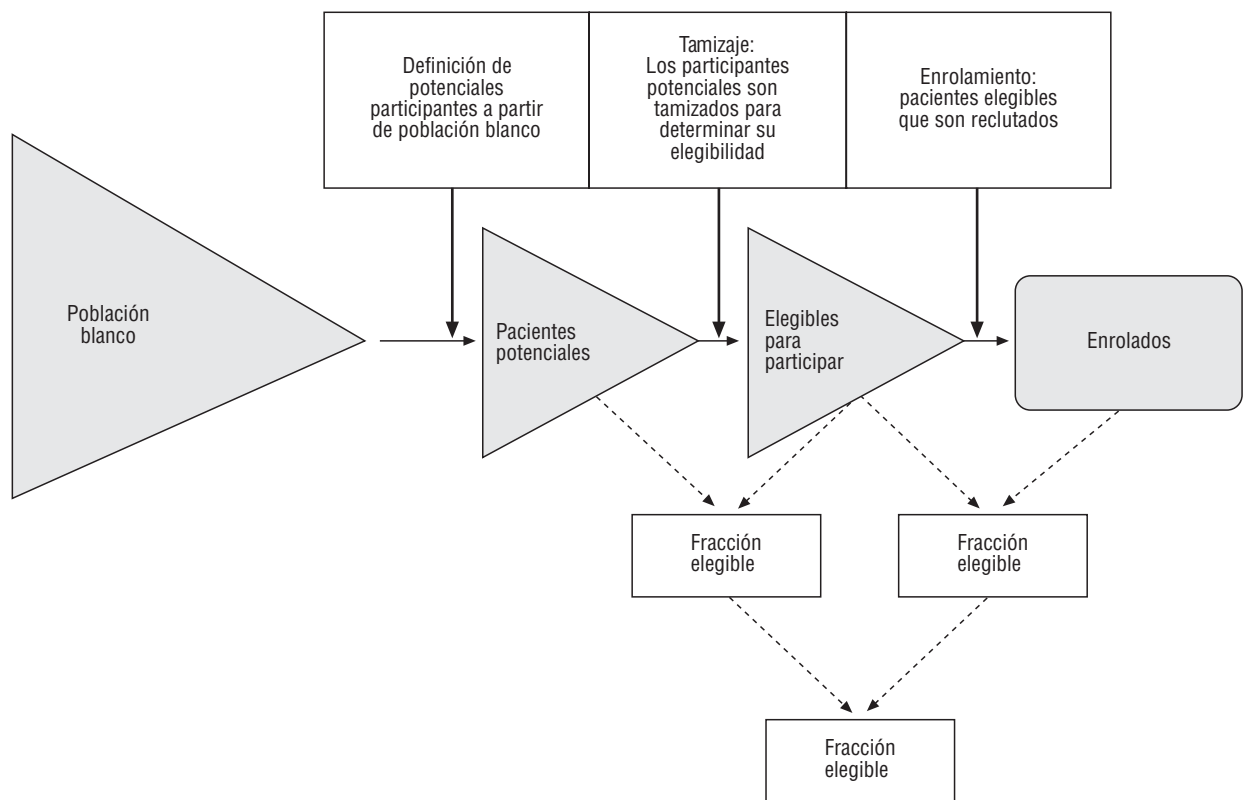 Definición de
potenciales
participantes a partir
de población blanco
Tamizaje:
Los participantes
potenciales son
tamizados para
determinar su
elegibilidad
Enrolamiento:
pacientes elegibles
que son reclutados
Población
blanco
Pacientes
potenciales
Elegibles
para
participar
Enrolados
Fracción
elegible
Fracción
elegible
Fracción
elegible